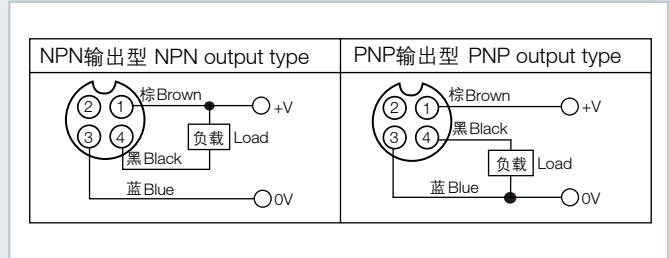 NPN输出型 NPN output type
2 1 棕Brown +V
3 4 负载 Load
黑Black
蓝Blue 0V
PNP输出型 PNP output type
2 1 棕Brown +V
3 4 黑Black
负载 Load
蓝Blue 0V